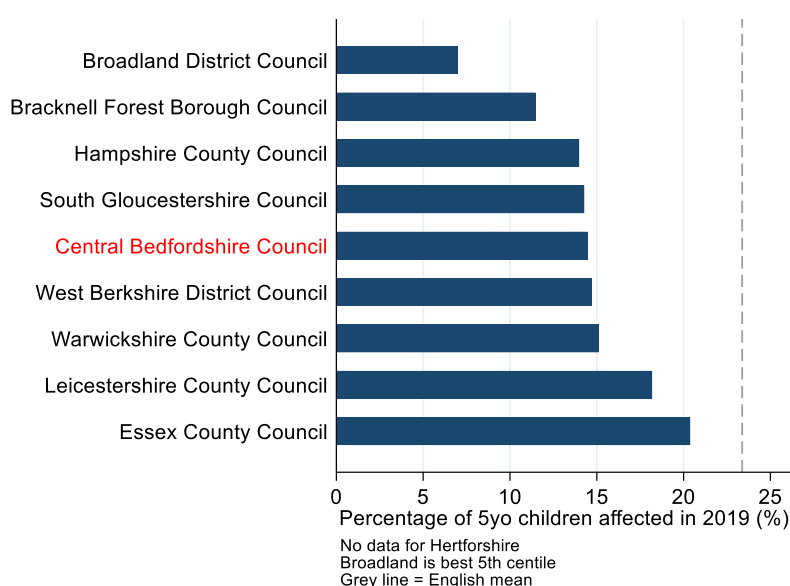 Broadland District Council
Bracknell Forest Borough Council
Hampshire County Council
South Gloucestershire Council
Central Bedfordshire Council
West Berkshire District Council
Warwickshire County Council
Leicestershire County Council
Essex County Council
0 5 10 15 20 25
Percentage of 5yo children affected in 2019 (%)
No data for Hertforshire
Broadland is best 5th centile
Grey line = English mean